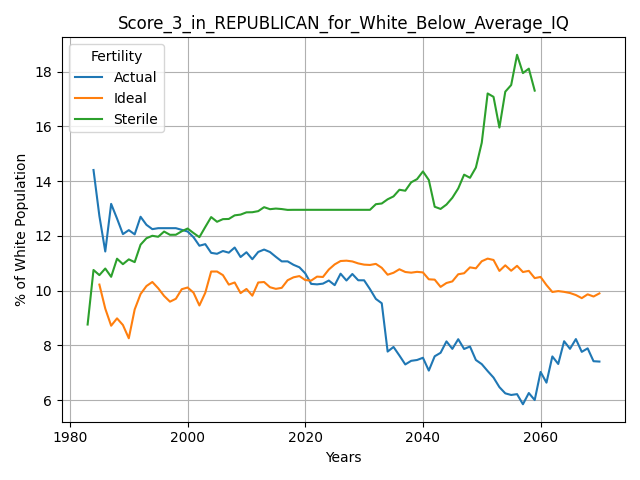 Score_3_in_REPUBLICAN_for_White_Below_Average_IQ
Fertility
Actual
Ideal
Sterile
% of White Population
18
16
14
12
10
8
6
1980
2000
2020
2040
2060
Years